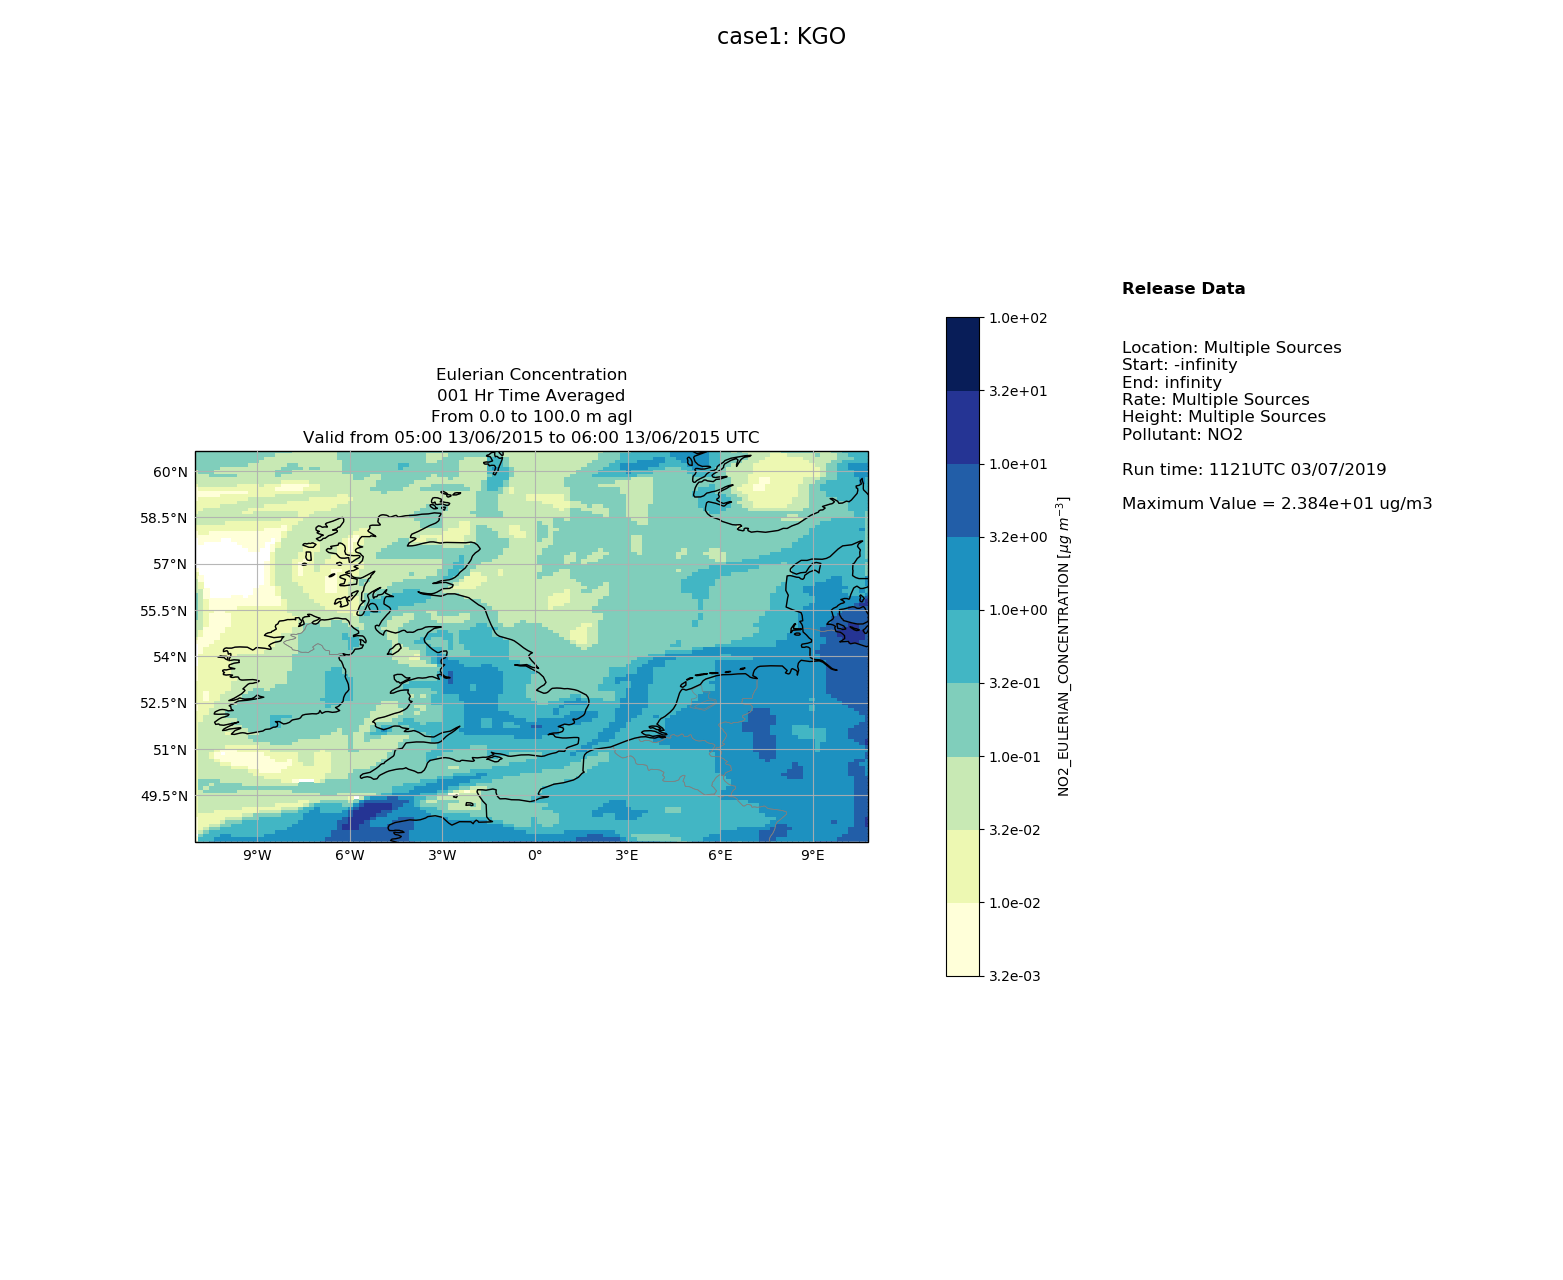 case1: KGO
Release Data
Location: Multiple Sources
Start: -infinity
End: infinity
Rate: Multiple Sources
Height: Multiple Sources
Pollutant: NO2
Run time: 1121UTC 03/07/2019
Maximum Value = 2.384e+01 ug/m3
Eulerian Concentration
001 Hr Time Averaged
From 0.0 to 100.0 m agl
Valid from 05:00 13/06/2015 to 06:00 13/06/2015 UTC
60°N
58.5°N
57°N
55.5°N
54°N
52.5°N
51°N
49.5°N
9°W
6°W
3°W
0°
3°E
6°E
9°E
1.0e+02
3.2e+01
1.0e+01
3.2e+00
1.0e+00
3.2e-01
1.0e-01
3.2e-02
1.0e-02
3.2e-03
NO2_EULERIAN_CONCENTRATION [μg m⁻³]